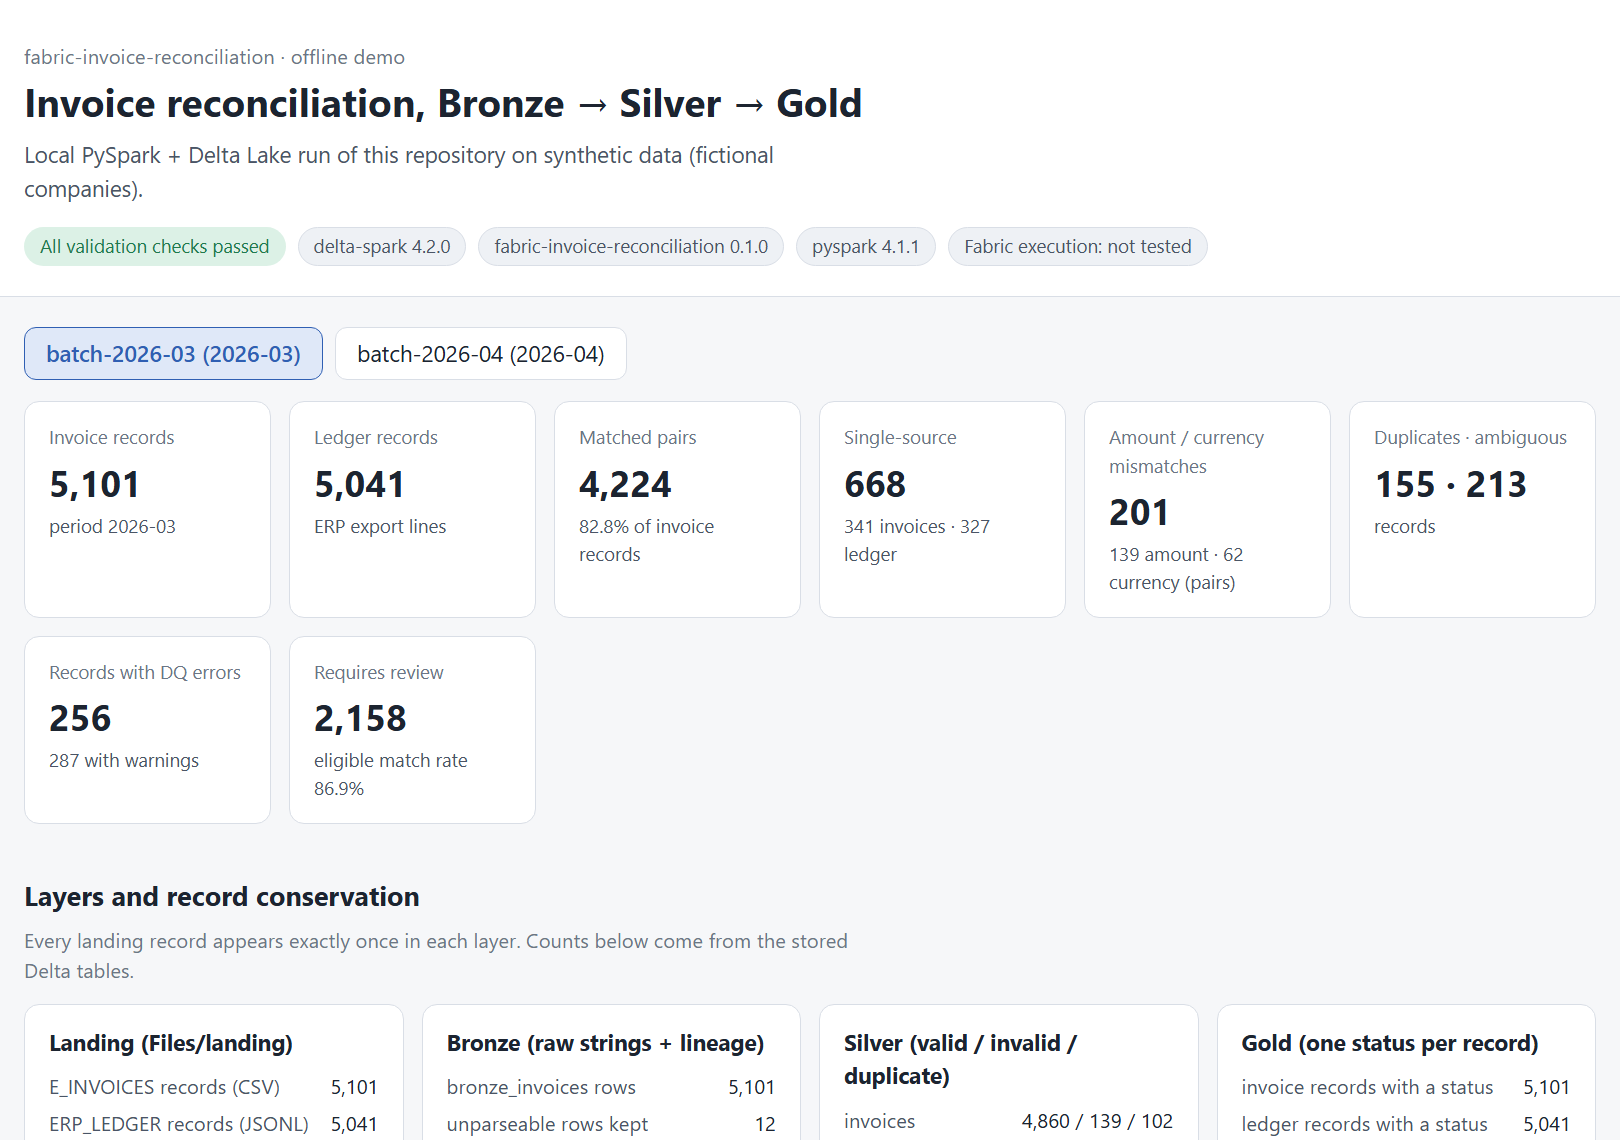 fabric-invoice-reconciliation · offline demo
Invoice reconciliation, Bronze → Silver → Gold
Local PySpark + Delta Lake run of this repository on synthetic data (fictional
companies).
All validation checks passed
delta-spark 4.2.0
fabric-invoice-reconciliation 0.1.0
pyspark 4.1.1
Fabric execution: not tested
batch-2026-03 (2026-03)
batch-2026-04 (2026-04)
Invoice records
5,101
period 2026-03
Ledger records
5,041
ERP export lines
Matched pairs
4,224
82.8% of invoice
records
Single-source
668
341 invoices · 327
ledger
Amount / currency
mismatches
201
139 amount · 62
currency (pairs)
Duplicates · ambiguous
155 · 213
records
Records with DQ errors
256
287 with warnings
Requires review
2,158
eligible match rate
86.9%
Layers and record conservation
Every landing record appears exactly once in each layer. Counts below come from the stored
Delta tables.
Landing (Files/landing)
E_INVOICES records (CSV) 5,101
ERP_LEDGER records (JSONL) 5,041
Bronze (raw strings + lineage)
bronze_invoices rows 5,101
unparseable rows kept 12
Silver (valid / invalid /
duplicate)
invoices 4,860 / 139 / 102
Gold (one status per record)
invoice records with a status 5,101
ledger records with a status 5,041